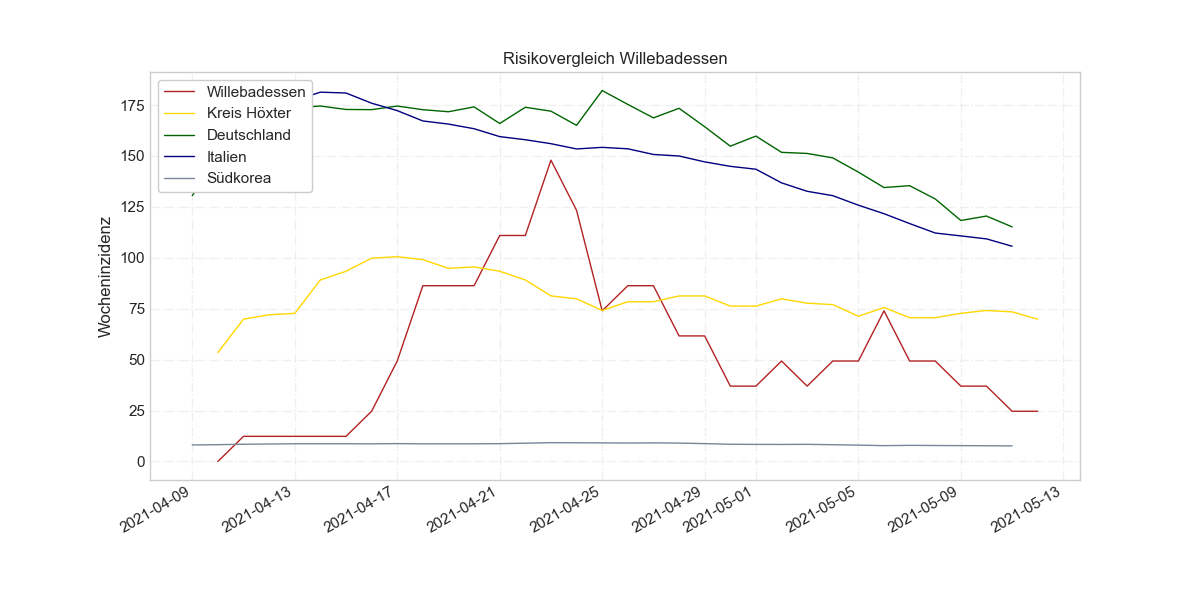 Risikovergleich Willebadessen
Wocheninzidenz
175
150
125
100
75
50
25
0
Willebadessen
Kreis Höxter
Deutschland
Italien
Südkorea
2021-04-09
2021-04-13
2021-04-17
2021-04-21
2021-04-25
2021-04-29
2021-05-01
2021-05-05
2021-05-09
2021-05-13